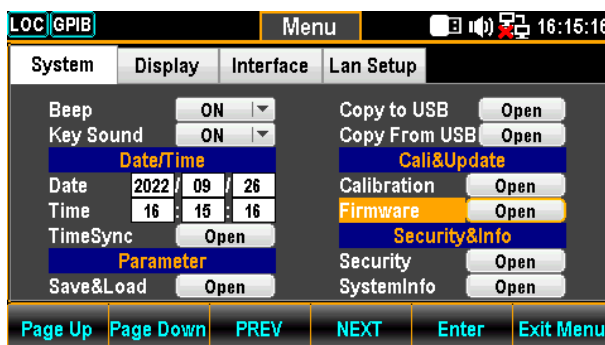 LOC GPIB Menu 16:15:16
System Display Interface Lan Setup
Beep ON Copy to USB Open
Key Sound ON Copy From USB Open
Date/Time Cali&Update
Date 2022 / 09 / 26 Calibration Open
Time 16 : 15 : 16 Firmware Open
TimeSync Open Security&Info
Parameter Security Open
Save&Load Open SystemInfo Open
Page Up Page Down PREV NEXT Enter Exit Menu